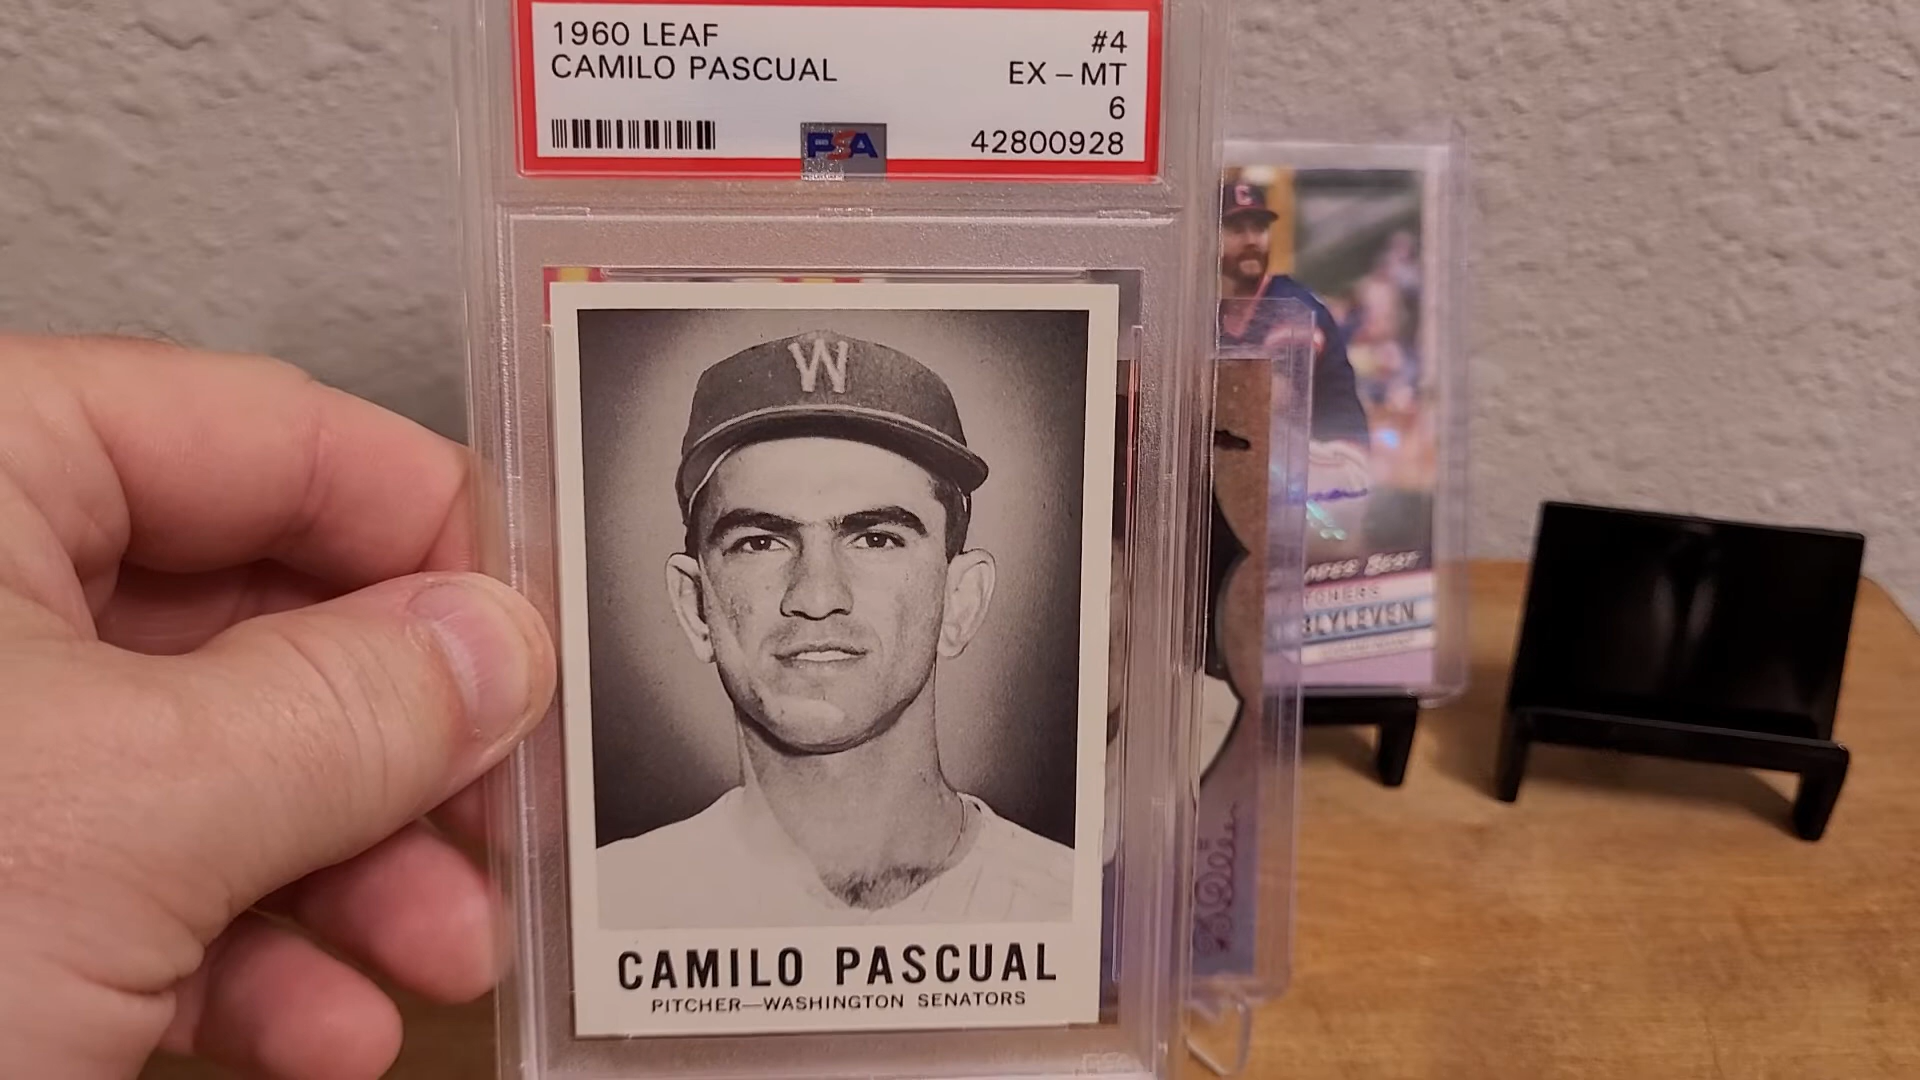 1960 LEAF #4
CAMILO PASCUAL EX – MT
6
PSA 42800928
C
W
BLYLEVEN
CAMILO PASCUAL
PITCHER—WASHINGTON SENATORS